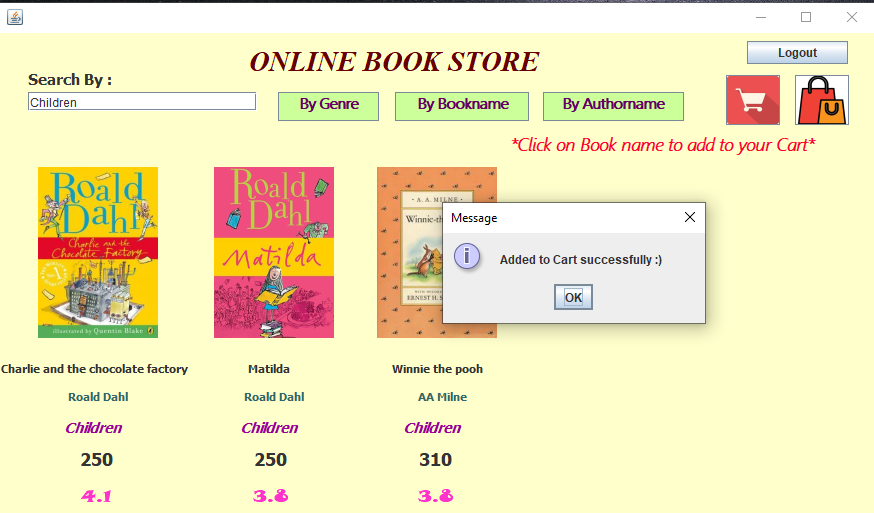 ONLINE BOOK STORE
Logout
Search By :
Children
By Genre
By Bookname
By Authorname
*Click on Book name to add to your Cart*
Roald
Dahl
Charlie and the
Chocolate Factory
illustrated by Quentin Blake
Roald
Dahl
Matilda
A. A. MILNE
Winnie-the
ERNEST H. S
Message
Added to Cart successfully :)
OK
Charlie and the chocolate factory
Matilda
Winnie the pooh
Roald Dahl
Roald Dahl
AA Milne
Children
Children
Children
250
250
310
4.1
3.8
3.8